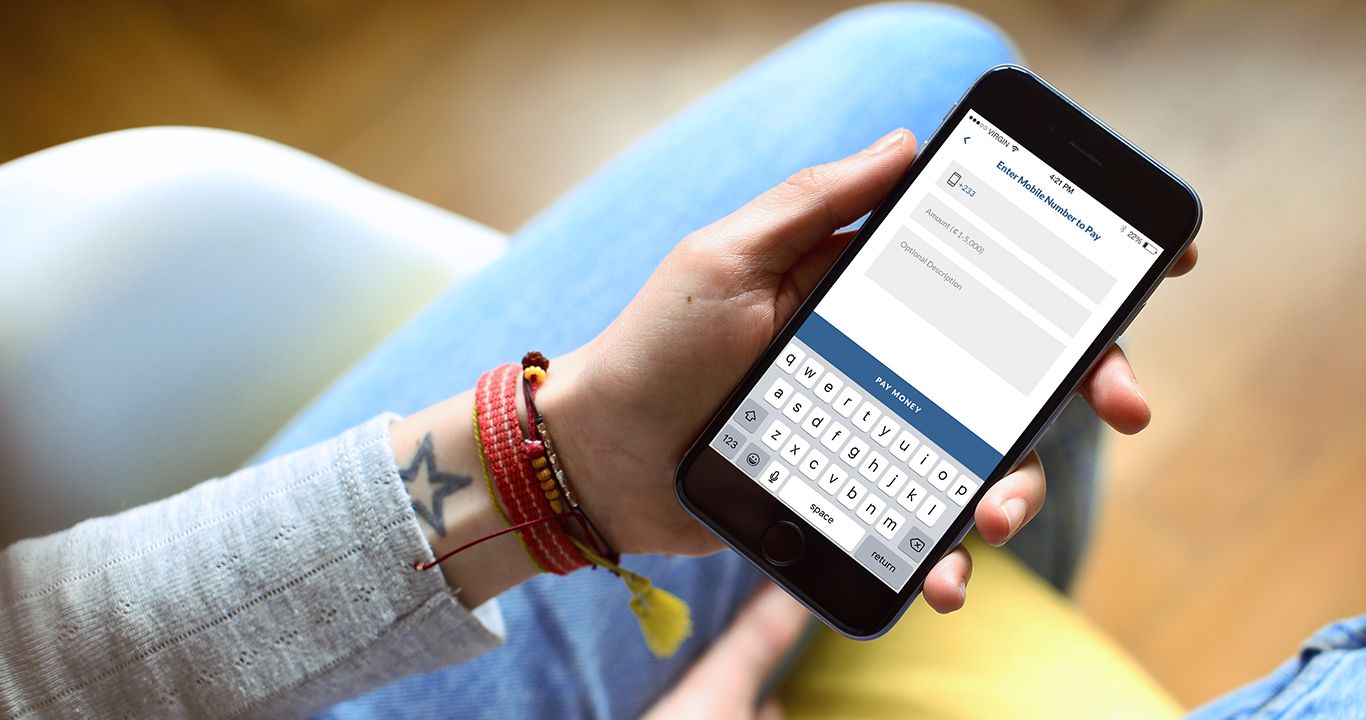 VIRGIN
4:21 PM
22%
Enter Mobile Number to Pay
+233
Amount (¢ 1-5,000)
Optional Description
PAY MONEY
q w e r t y u i o p
a s d f g h j k l
z x c v b n m
123
space
return